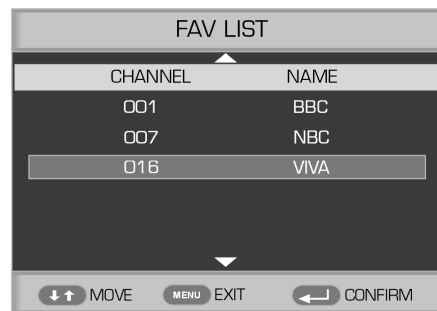 FAV LIST
CHANNEL NAME
001 BBC
007 NBC
016 VIVA
MOVE MENU EXIT CONFIRM